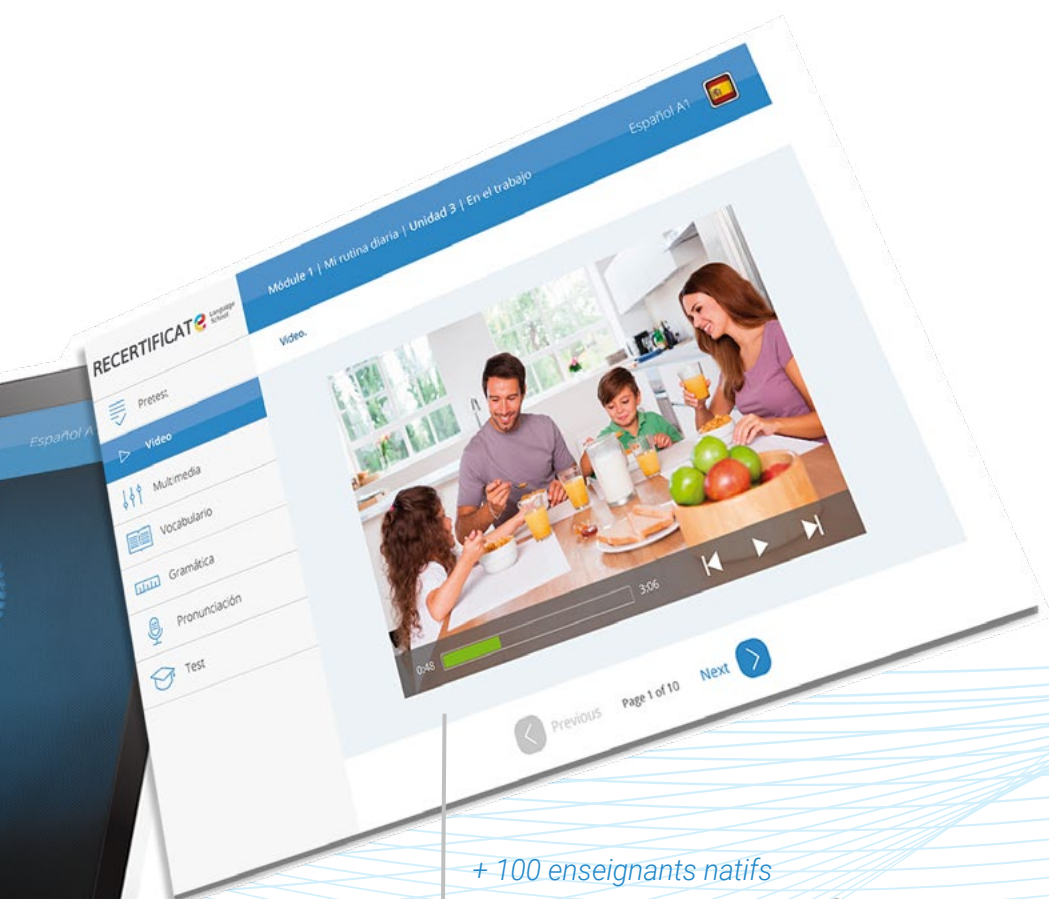 Español A1
Módule 1 | Mi rutina diaria | Unidad 3 | En el trabajo
RECERTIFICATe Language School
Video.
Pretest
Video
Multimedia
Vocabulario
Gramática
Pronunciación
Test
0:48
3:06
Previous
Page 1 of 10
Next
Español A
+ 100 enseignants natifs